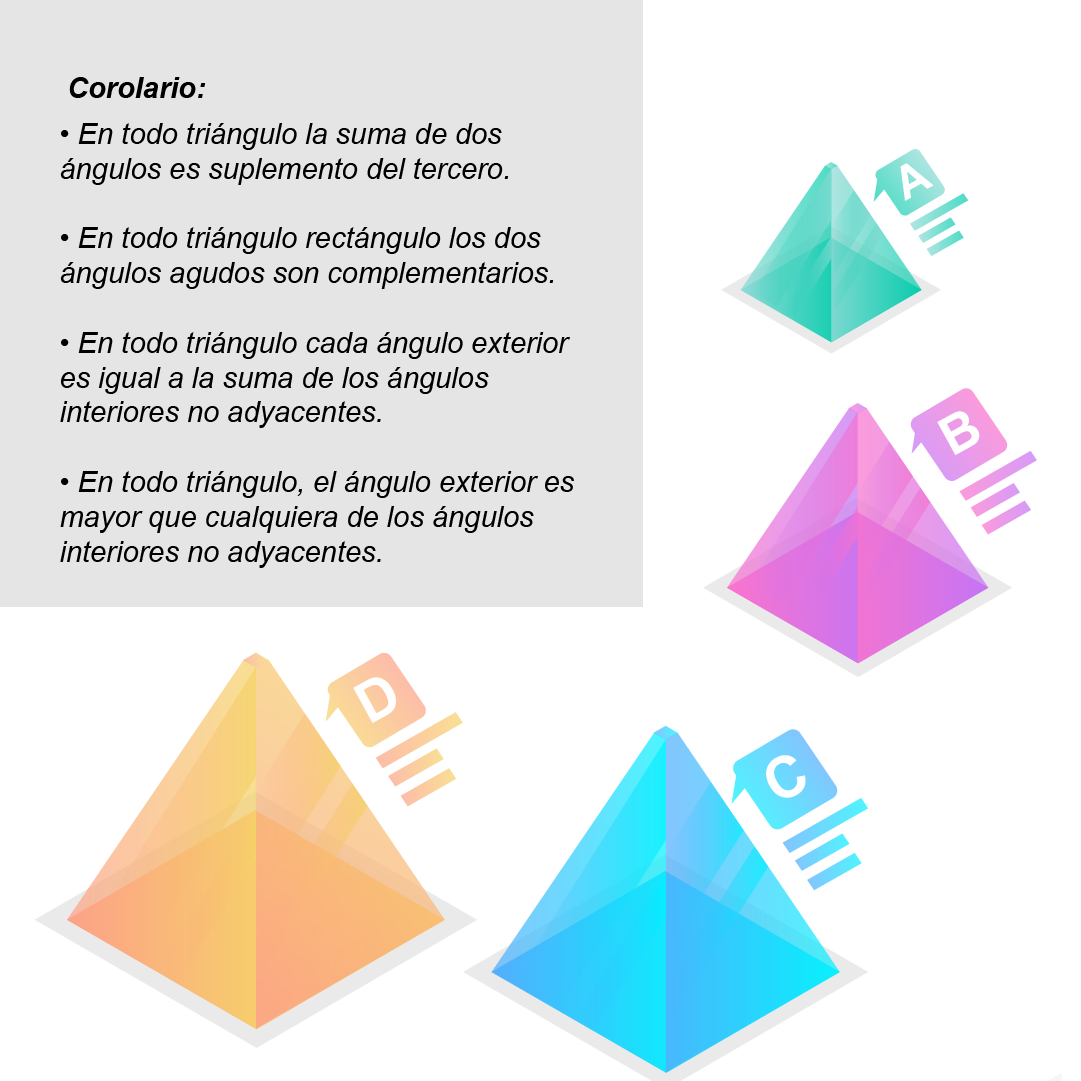 Corolario:
• En todo triángulo la suma de dos
ángulos es suplemento del tercero.
• En todo triángulo rectángulo los dos
ángulos agudos son complementarios.
• En todo triángulo cada ángulo exterior
es igual a la suma de los ángulos
interiores no adyacentes.
• En todo triángulo, el ángulo exterior es
mayor que cualquiera de los ángulos
interiores no adyacentes.
A
B
D
C